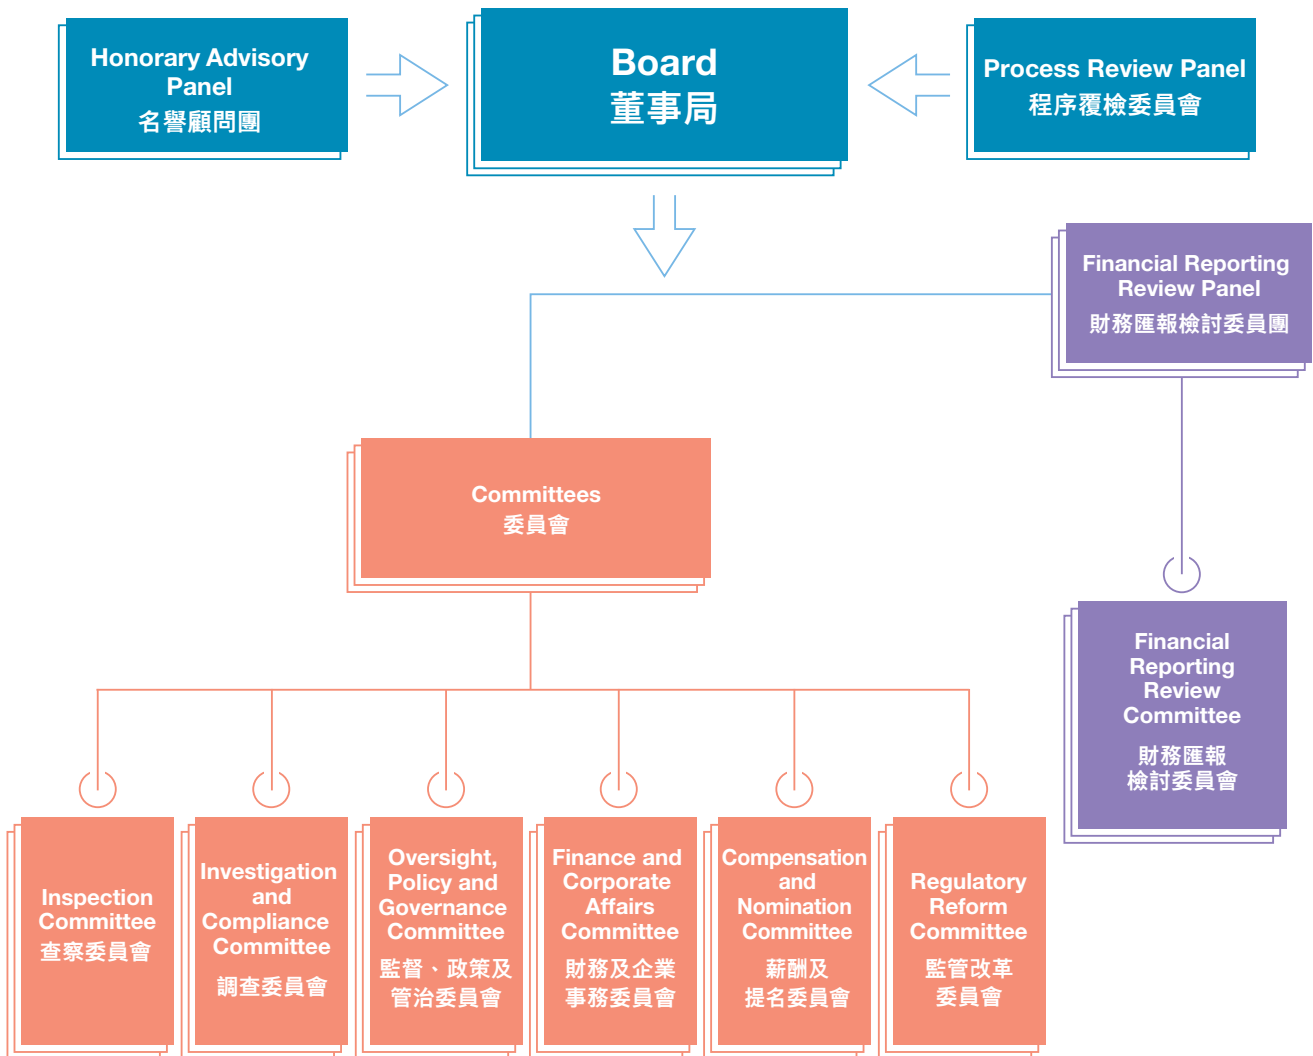 Honorary Advisory
Panel
名譽顧問團
Board
董事局
Process Review Panel
程序覆檢委員會
Financial Reporting
Review Panel
財務匯報檢討委員團
Committees
委員會
Financial
Reporting
Review
Committee
財務匯報
檢討委員會
Inspection
Committee
查察委員會
Investigation
and
Compliance
Committee
調查委員會
Oversight,
Policy and
Governance
Committee
監督、政策及
管治委員會
Finance and
Corporate
Affairs
Committee
財務及企業
事務委員會
Compensation
and
Nomination
Committee
薪酬及
提名委員會
Regulatory
Reform
Committee
監管改革
委員會